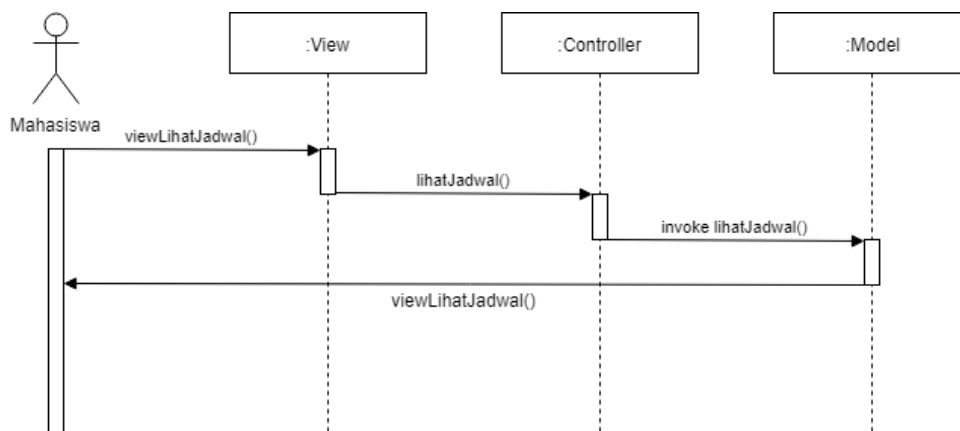 :View
:Controller
:Model
Mahasiswa
viewLihatJadwal()
lihatJadwal()
invoke lihatJadwal()
viewLihatJadwal()